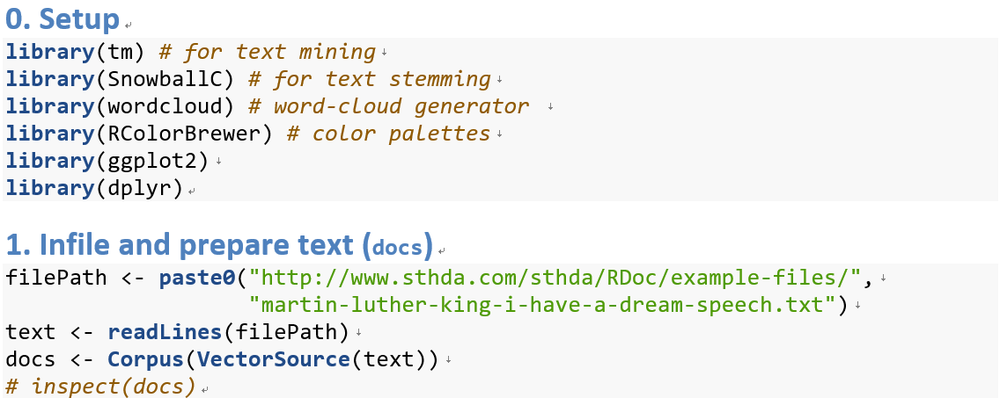 0. Setup
library(tm) # for text mining
library(SnowballC) # for text stemming
library(wordcloud) # word-cloud generator
library(RColorBrewer) # color palettes
library(ggplot2)
library(dplyr)
1. Infile and prepare text (docs)
filePath <- paste0("http://www.sthda.com/sthda/RDoc/example-files/",
"martin-luther-king-i-have-a-dream-speech.txt")
text <- readLines(filePath)
docs <- Corpus(VectorSource(text))
# inspect(docs)